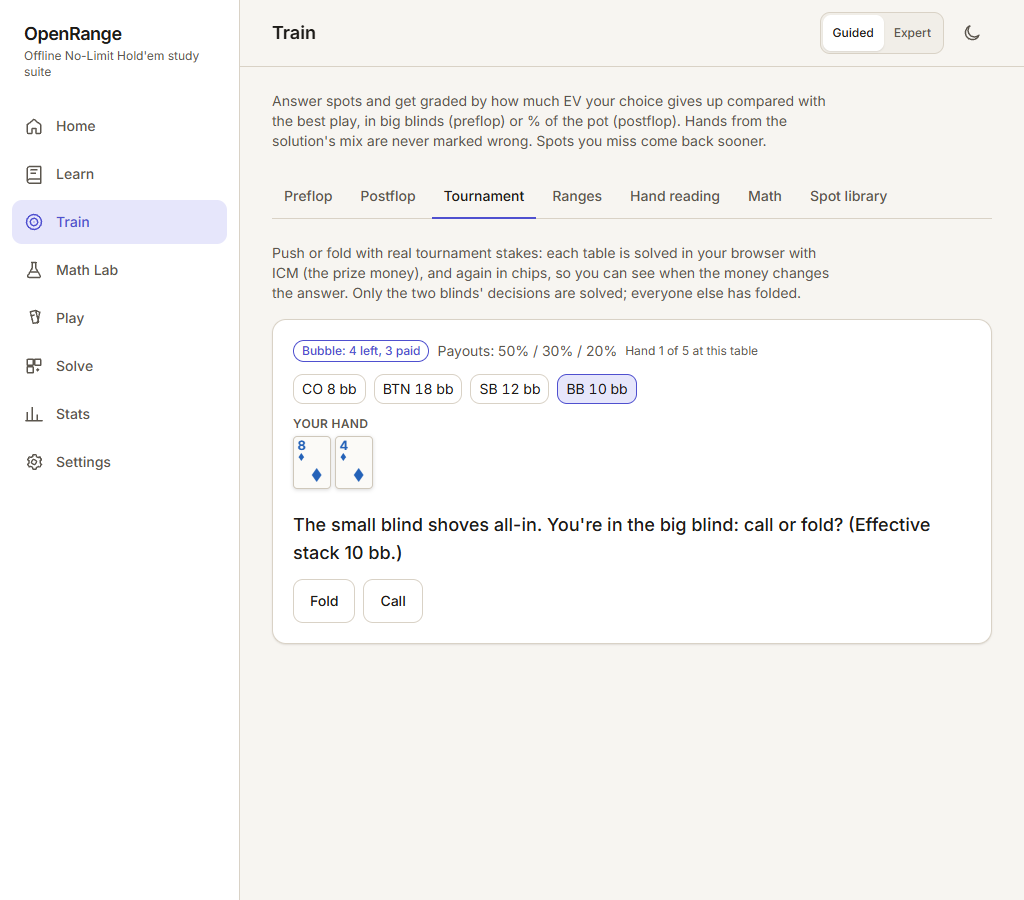 OpenRange
Offline No-Limit Hold'em study
suite
Home
Learn
Train
Math Lab
Play
Solve
Stats
Settings
Train
Guided
Expert
Answer spots and get graded by how much EV your choice gives up compared with
the best play, in big blinds (preflop) or % of the pot (postflop). Hands from the
solution's mix are never marked wrong. Spots you miss come back sooner.
Preflop
Postflop
Tournament
Ranges
Hand reading
Math
Spot library
Push or fold with real tournament stakes: each table is solved in your browser with
ICM (the prize money), and again in chips, so you can see when the money changes
the answer. Only the two blinds' decisions are solved; everyone else has folded.
Bubble: 4 left, 3 paid
Payouts: 50% / 30% / 20%
Hand 1 of 5 at this table
CO 8 bb
BTN 18 bb
SB 12 bb
BB 10 bb
YOUR HAND
8
4
The small blind shoves all-in. You're in the big blind: call or fold? (Effective
stack 10 bb.)
Fold
Call